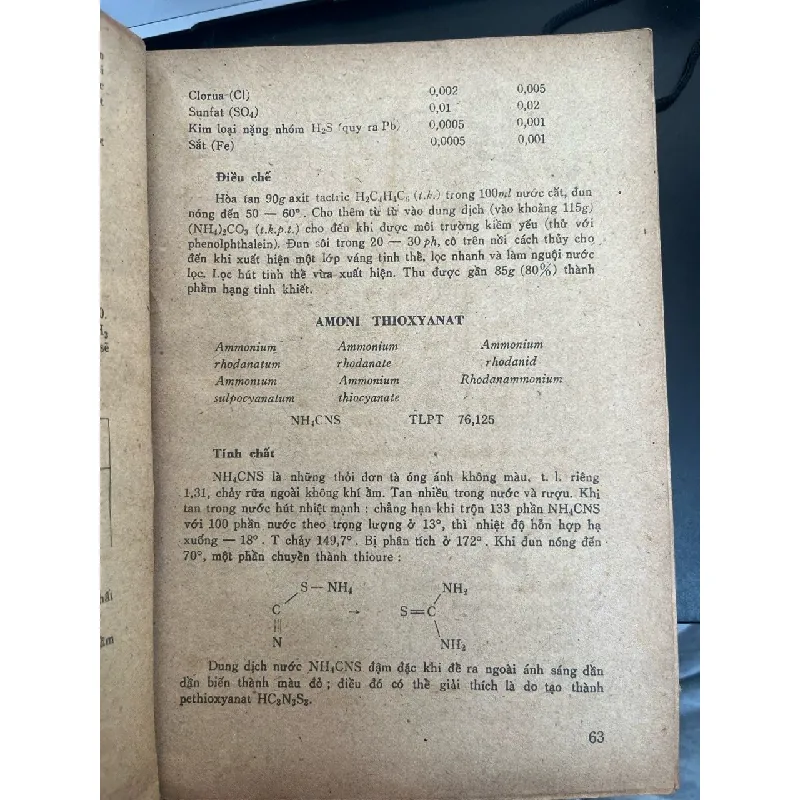 Clorua (Cl) 0,002 0,005
Sunfat (SO₄) 0,01 0,02
Kim loại nặng nhóm H₂S (quy ra Pb) 0,0005 0,001
Sắt (Fe) 0,0005 0,001
Điều chế
Hòa tan 90g axit tactric H₂C₄H₄C₆ (t.k.) trong 100ml nước cất, đun
nóng đến 50 — 60°. Cho thêm từ từ vào dung dịch (vào khoảng 115g)
(NH₄)₂CO₃ (t.k.p.t.) cho đến khi được môi trường kiềm yếu (thử với
phenolphthalein). Đun sôi trong 20 — 30 ph, cô trên nồi cách thủy cho
đến khi xuất hiện một lớp váng tinh thể, lọc nhanh và làm nguội nước
lọc. Lọc hút tinh thể vừa xuất hiện. Thu được gần 85g (80%) thành
phẩm hạng tinh khiết.
AMONI THIOXYANAT
Ammonium Ammonium Ammonium
rhodanatum rhodanate rhodanid
Ammonium Ammonium Rhodanammonium
sulpocyanatum thiocyanate
NH₄CNS TLPT 76,125
Tính chất
NH₄CNS là những thỏi đơn tà óng ánh không màu, t. l. riêng
1,31, chảy rữa ngoài không khí ẩm. Tan nhiều trong nước và rượu. Khi
tan trong nước hút nhiệt mạnh : chẳng hạn khi trộn 133 phần NH₄CNS
với 100 phần nước theo trọng lượng ở 13°, thì nhiệt độ hỗn hợp hạ
xuống — 18°. T chảy 149,7°. Bị phân tích ở 172°. Khi đun nóng đến
70°, một phần chuyển thành thioure :
S — NH₄ NH₂
C → S=C
N NH₂
Dung dịch nước NH₄CNS đậm đặc khi để ra ngoài ánh sáng dần
dần biến thành màu đỏ ; điều đó có thể giải thích là do tạo thành
pethioxyanat HC₃N₃S₃.
63